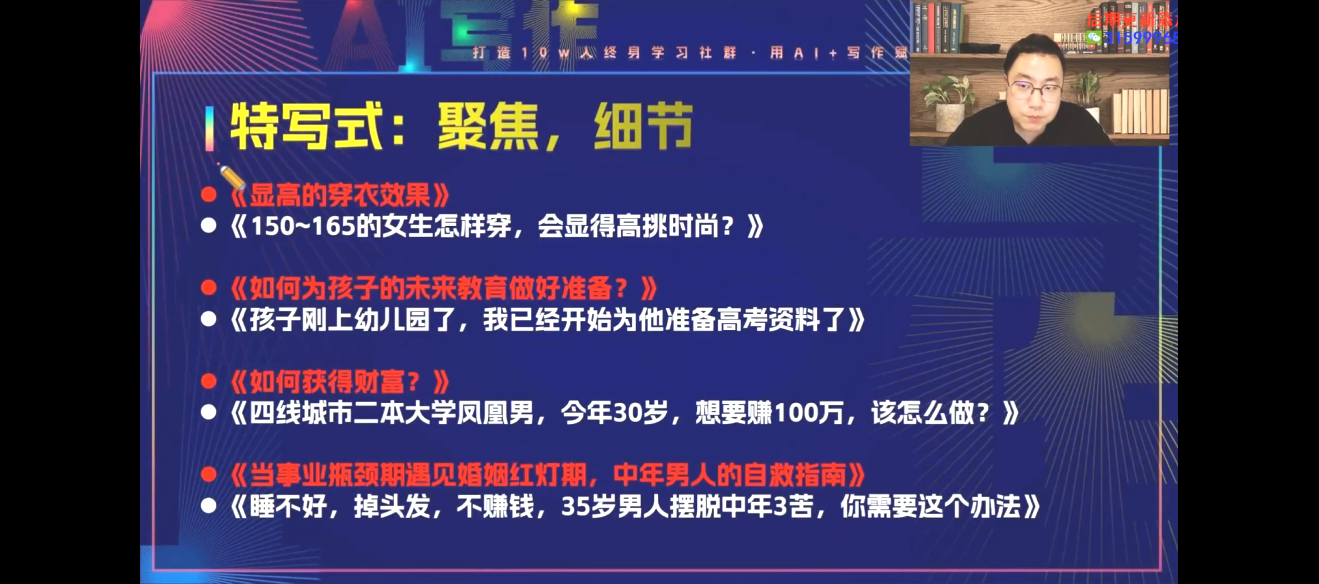 AI写作
打造10w人终身学习社群·用AI+写作赋
特写式：聚焦，细节
《显高的穿衣效果》
《150~165的女生怎样穿，会显得高挑时尚？》
《如何为孩子的未来教育做好准备？》
《孩子刚上幼儿园了，我已经开始为他准备高考资料了》
《如何获得财富？》
《四线城市二本大学凤凰男，今年30岁，想要赚100万，该怎么做？》
《当事业瓶颈期遇见婚姻红灯期，中年男人的自救指南》
《睡不好，掉头发，不赚钱，35岁男人摆脱中年3苦，你需要这个办法》